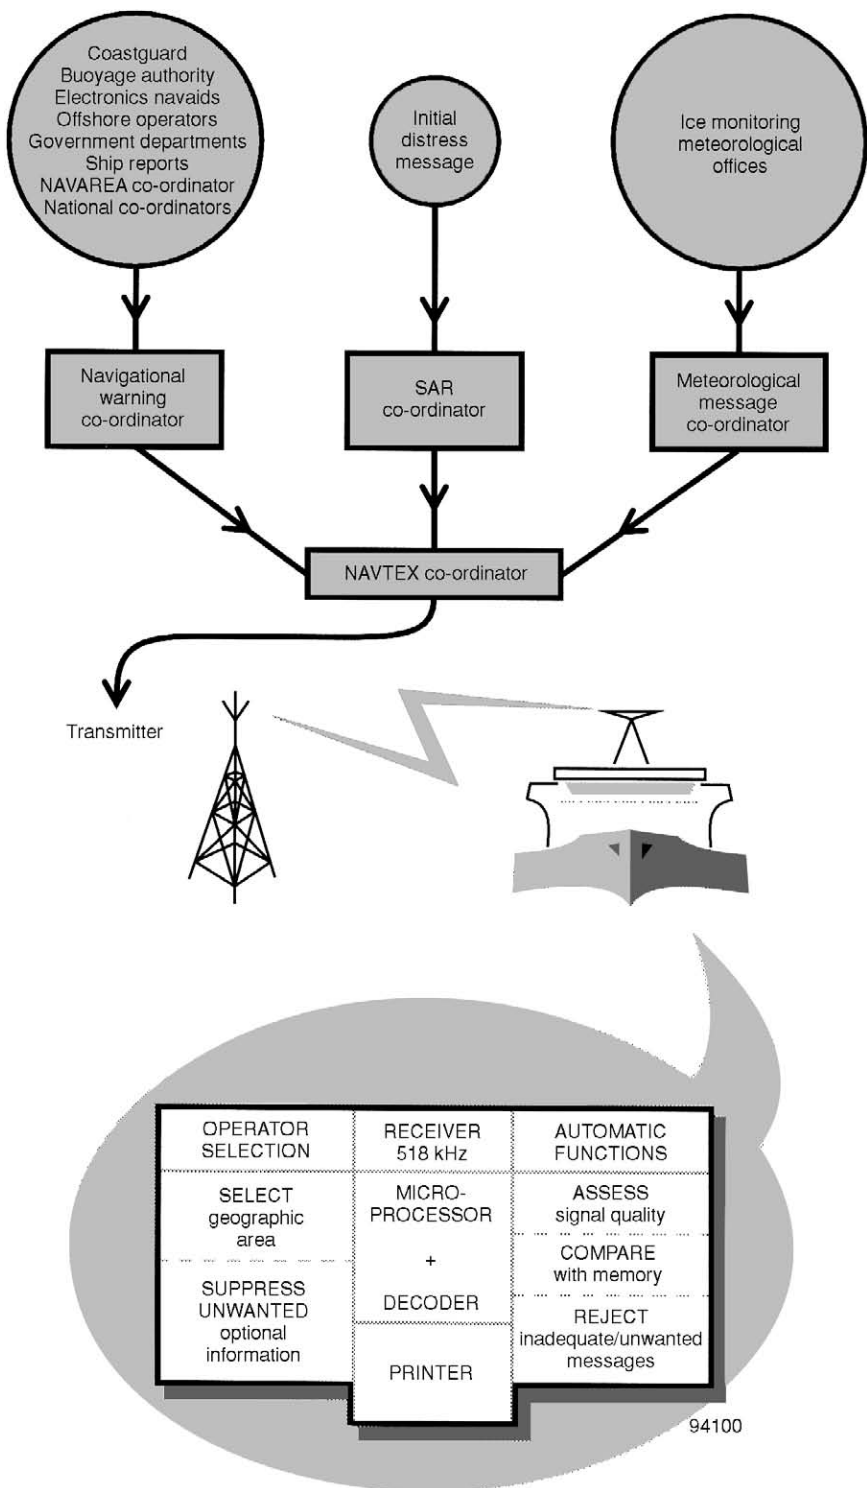 Coastguard
Buoyage authority
Electronics navaids
Offshore operators
Government departments
Ship reports
NAVAREA co-ordinator
National co-ordinators
Initial
distress
message
Ice monitoring
meteorological
offices
Navigational
warning
co-ordinator
SAR
co-ordinator
Meteorological
message
co-ordinator
NAVTEX co-ordinator
Transmitter
OPERATOR
SELECTION
SELECT
geographic
area
SUPPRESS
UNWANTED
optional
information
RECEIVER
518 kHz
MICRO-
PROCESSOR
+
DECODER
PRINTER
AUTOMATIC
FUNCTIONS
ASSESS
signal quality
COMPARE
with memory
REJECT
inadequate/unwanted
messages
94100